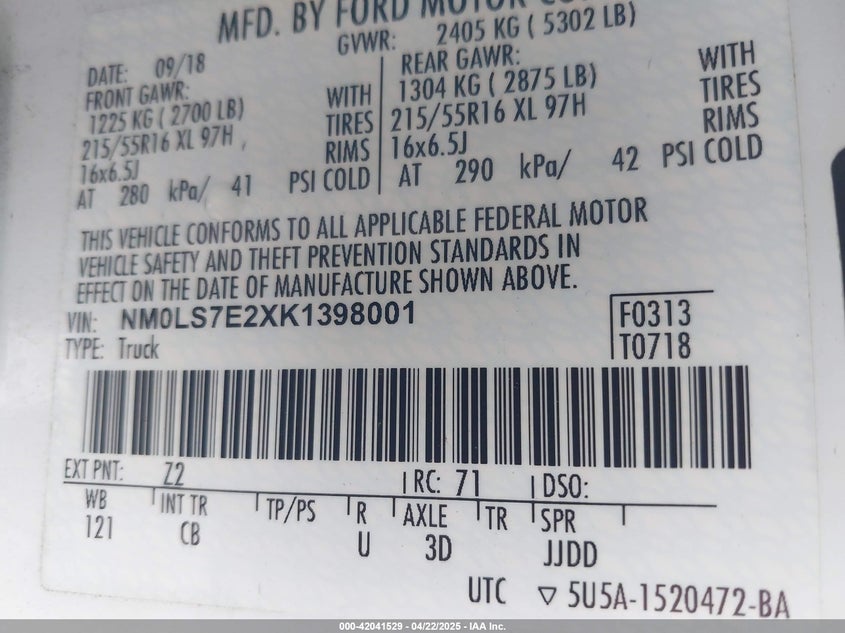 MFD. BY FORD MOTOR CO
GVWR: 2405 KG ( 5302 LB)
DATE: 09/18
FRONT GAWR:
1225 KG ( 2700 LB) WITH
215/55R16 XL 97H , TIRES
16x6.5J RIMS
AT 280 kPa/ 41 PSI COLD
REAR GAWR: WITH
1304 KG ( 2875 LB) TIRES
215/55R16 XL 97H RIMS
16x6.5J
AT 290 kPa/ 42 PSI COLD
THIS VEHICLE CONFORMS TO ALL APPLICABLE FEDERAL MOTOR
VEHICLE SAFETY AND THEFT PREVENTION STANDARDS IN
EFFECT ON THE DATE OF MANUFACTURE SHOWN ABOVE.
VIN: NM0LS7E2XK1398001 F0313
TYPE: Truck T0718
EXT PNT: Z2 RC: 71 DSO:
WB INT TR TP/PS R AXLE TR SPR
121 CB U 3D JJDD
UTC ▽ 5U5A-1520472-BA
000-42041529 - 04/22/2025 - IAA Inc.